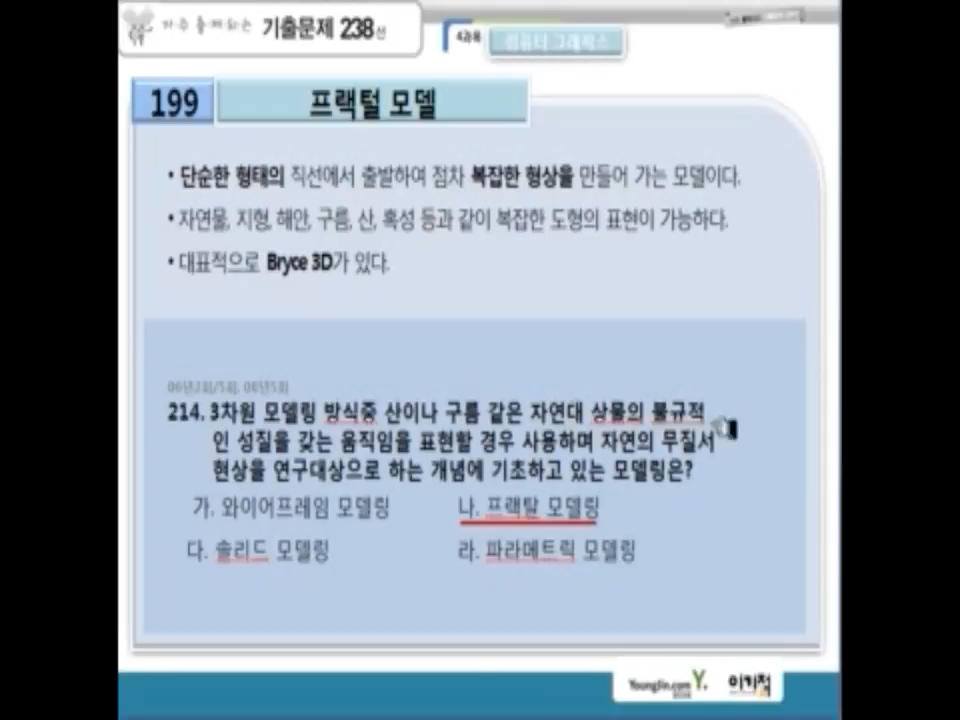 자주 출제되는 기출문제 238선
4과목 컴퓨터 그래픽스
199 프랙털 모델
• 단순한 형태의 직선에서 출발하여 점차 복잡한 형상을 만들어 가는 모델이다.
• 자연물, 지형, 해안, 구름, 산, 혹성 등과 같이 복잡한 도형의 표현이 가능하다.
• 대표적으로 Bryce 3D가 있다.
214. 3차원 모델링 방식중 산이나 구름 같은 자연대 상물의 불규적
인 성질을 갖는 움직임을 표현할 경우 사용하며 자연의 무질서
현상을 연구대상으로 하는 개념에 기초하고 있는 모델링은?
가. 와이어프레임 모델링 나. 프랙탈 모델링
다. 솔리드 모델링 라. 파라메트릭 모델링
Youngjin.com Y. 이기적